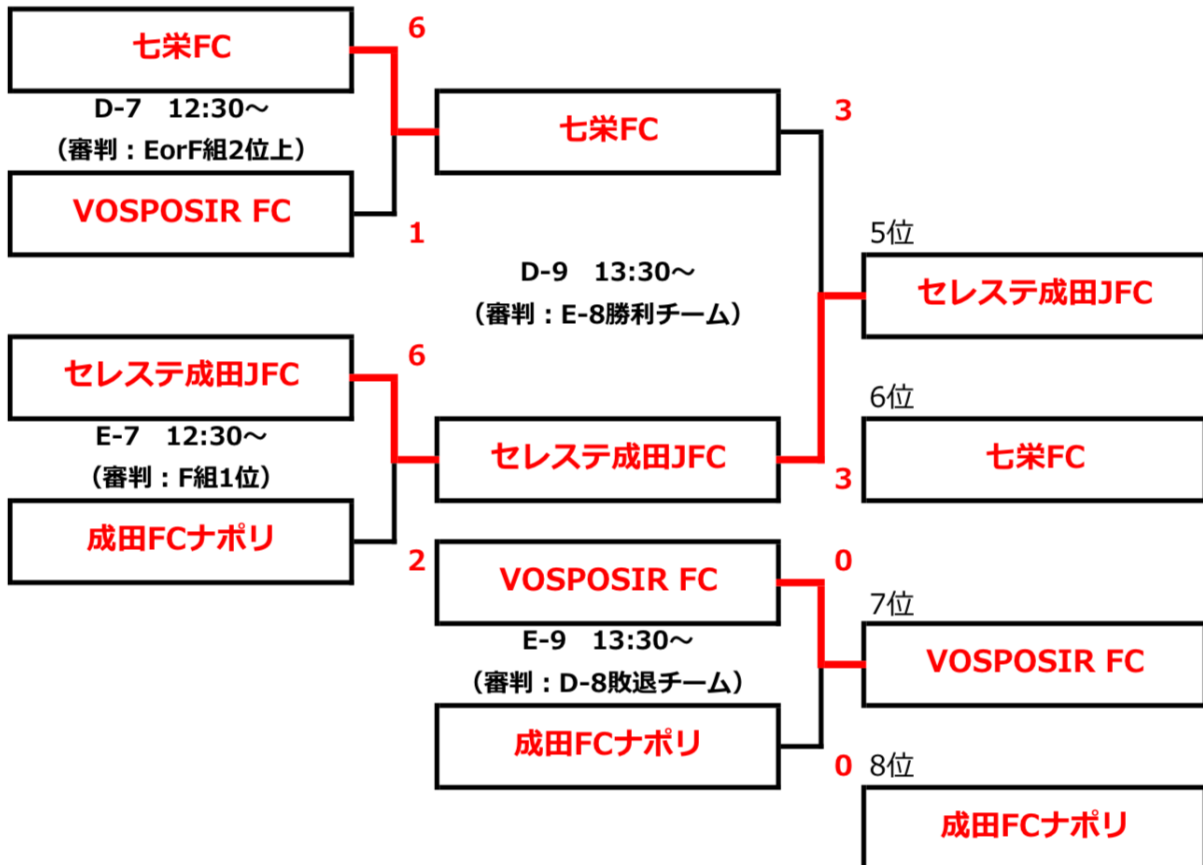 七栄FC
6
D-7 12:30～
（審判：EorF組2位上）
VOSPOSIR FC
1
セレステ成田JFC
6
E-7 12:30～
（審判：F組1位）
成田FCナポリ
2
七栄FC
3
D-9 13:30～
（審判：E-8勝利チーム）
セレステ成田JFC
3
VOSPOSIR FC
0
E-9 13:30～
（審判：D-8敗退チーム）
成田FCナポリ
0
5位
セレステ成田JFC
6位
七栄FC
7位
VOSPOSIR FC
8位
成田FCナポリ